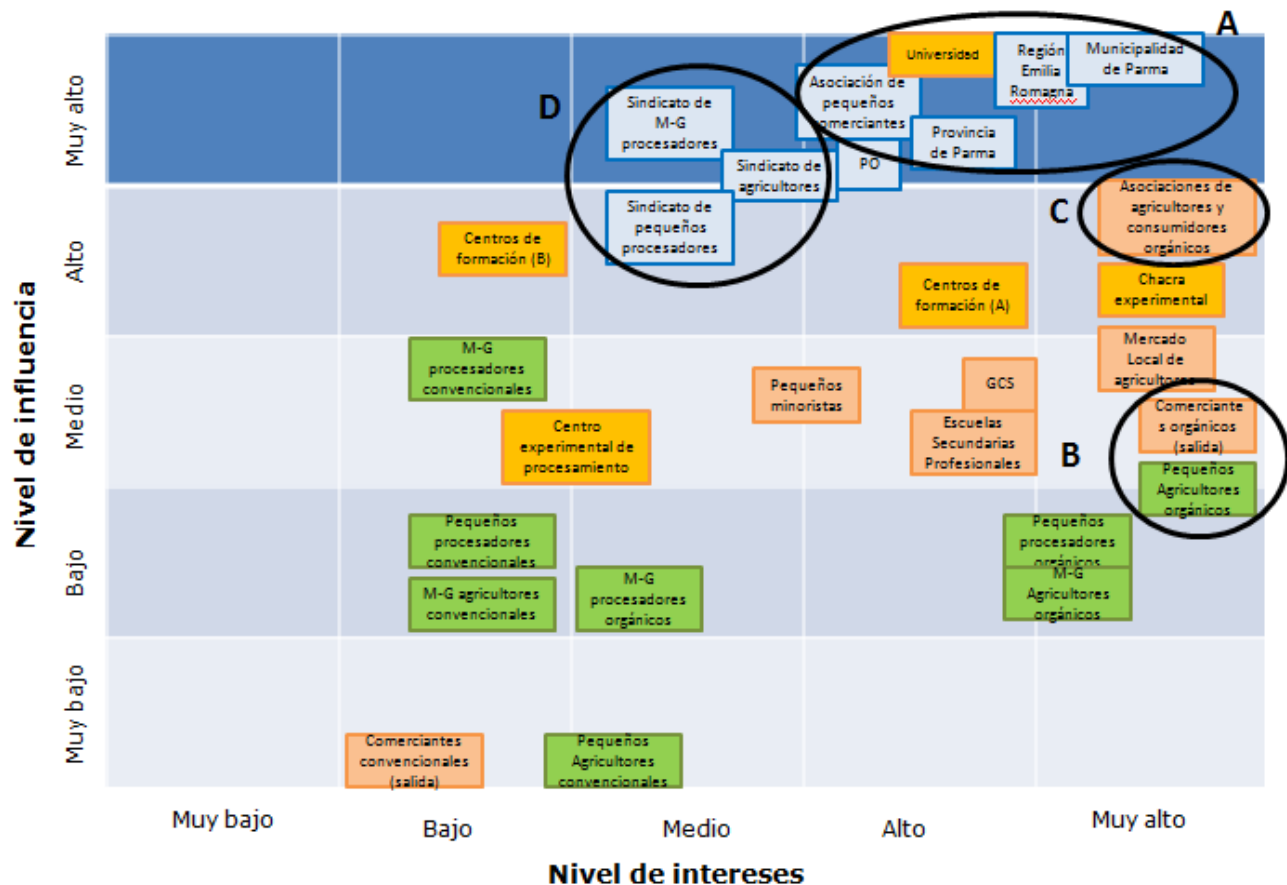 A
Universidad
Región
Emilia
Romagna
Municipalidad
de Parma
Asociación de
pequeños
comerciantes
Provincia
de Parma
PO
D
Sindicato de
M-G
procesadores
Sindicato de
agricultores
Sindicato de
pequeños
procesadores
C
Asociaciones de
agricultores y
consumidores
orgánicos
Centros de
formación (B)
Centros de
formación (A)
Chacra
experimental
M-G
procesadores
convencionales
Mercado
Local de
agricultores
Pequeños
minoristas
GCS
Escuelas
Secundarias
Profesionales
Centro
experimental de
procesamiento
B
Comerciante
s orgánicos
(salida)
Pequeños
Agricultores
orgánicos
Pequeños
procesadores
convencionales
M-G agricultores
convencionales
M-G
procesadores
orgánicos
Pequeños
procesadores
orgánicos
M-G
Agricultores
orgánicos
Comerciantes
convencionales
(salida)
Pequeños
Agricultores
convencionales
Nivel de influencia
Muy alto
Alto
Medio
Bajo
Muy bajo
Muy bajo
Bajo
Medio
Alto
Muy alto
Nivel de intereses